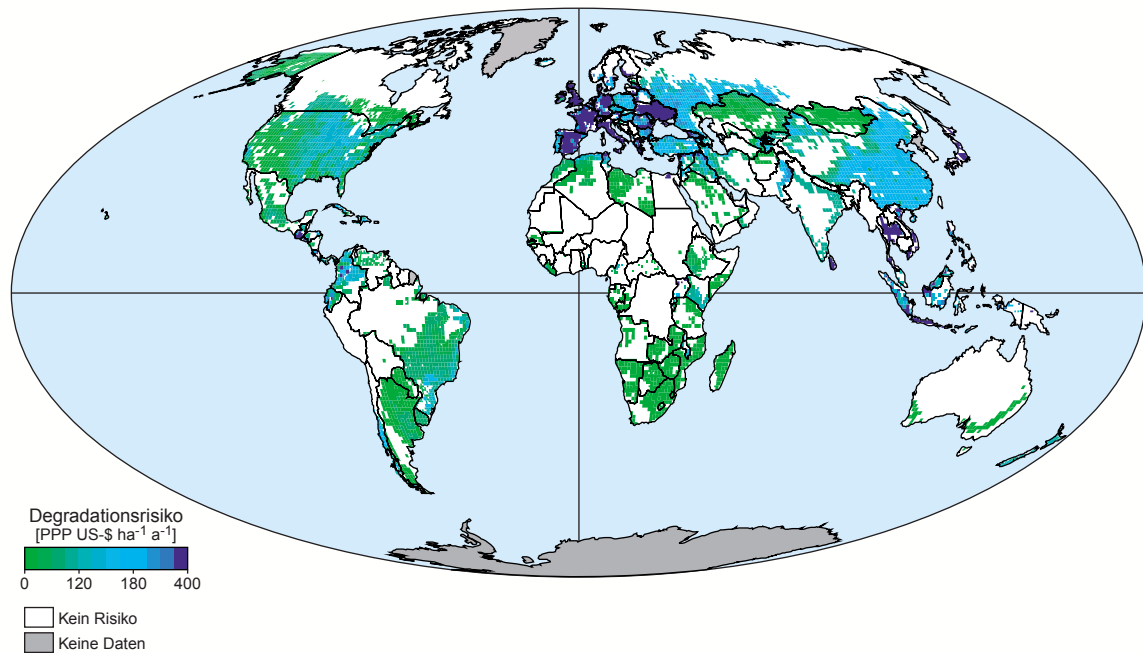 Degradationsrisiko
[PPP US-$ ha⁻¹ a⁻¹]
0 120 180 400
Kein Risiko
Keine Daten